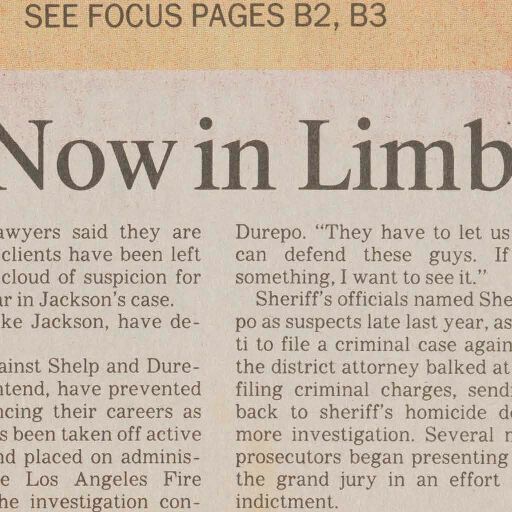 SEE FOCUS PAGES B2, B3
Now in Limb
awyers said they are
clients have been left
cloud of suspicion for
ar in Jackson's case.
ke Jackson, have de-
ainst Shelp and Dure-
ntend, have prevented
ncing their careers as
s been taken off active
nd placed on adminis-
e Los Angeles Fire
he investigation con-
Durepo. “They have to let us
can defend these guys. If
something, I want to see it.”
Sheriff's officials named She
po as suspects late last year, as
ti to file a criminal case again
the district attorney balked at
filing criminal charges, send
back to sheriff's homicide de
more investigation. Several m
prosecutors began presenting
the grand jury in an effort
indictment.